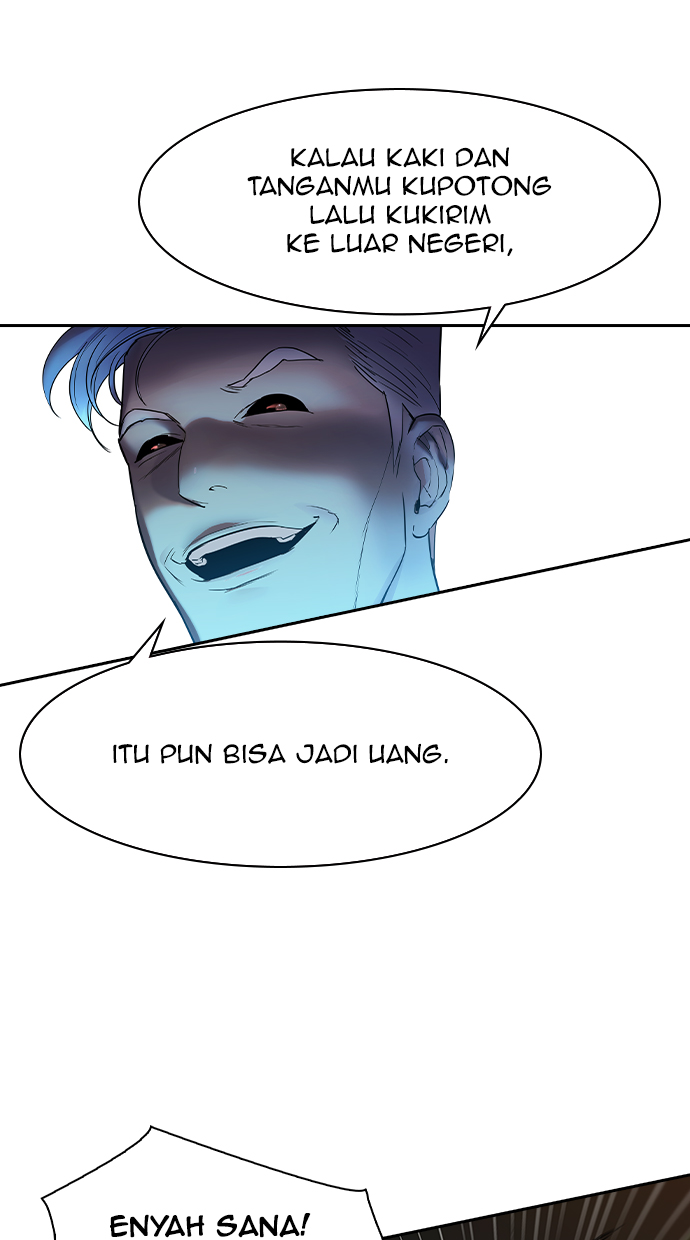 KALAU KAKI DAN
TANGANMU KUPOTONG
LALU KUKIRIM
KE LUAR NEGERI,
ITU PUN BISA JADI UANG.
ENYAH SANA!